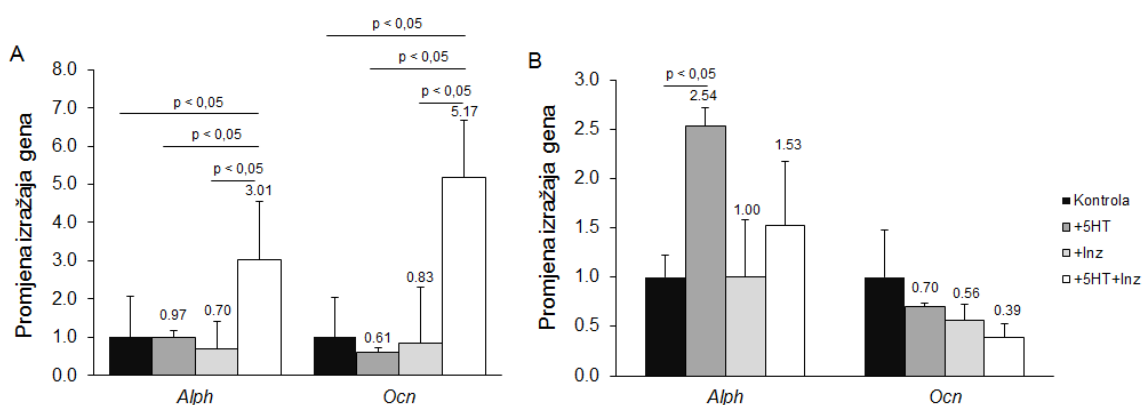 A
Promjena izražaja gena
8.0
7.0
6.0
5.0
4.0
3.0
2.0
1.0
0.0
p < 0,05
p < 0,05
p < 0,05
3.01
0.97
0.70
p < 0,05
p < 0,05
p < 0,05
5.17
0.61
0.83
Alph
Ocn
B
Promjena izražaja gena
3.0
2.5
2.0
1.5
1.0
0.5
0.0
p < 0,05
2.54
1.00
1.53
0.70
0.56
0.39
Alph
Ocn
Kontrola
+5HT
+Inz
+5HT+Inz